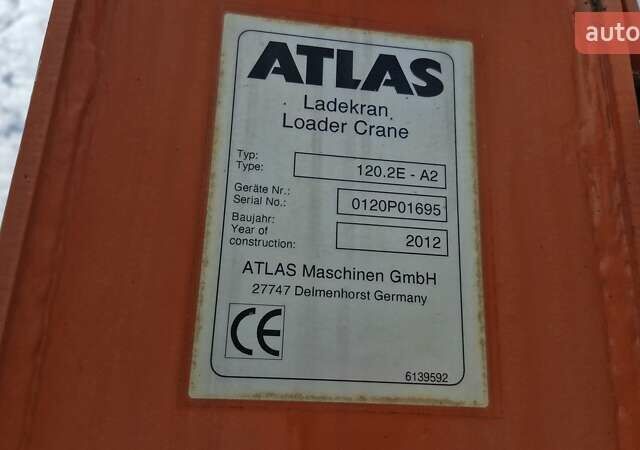 auto
ATLAS
Ladekran
Loader Crane
Typ:
Type:
120.2E - A2
Geräte Nr.:
Serial No.:
0120P01695
Baujahr:
Year of
construction:
2012
ATLAS Maschinen GmbH
27747 Delmenhorst Germany
CE
6139592